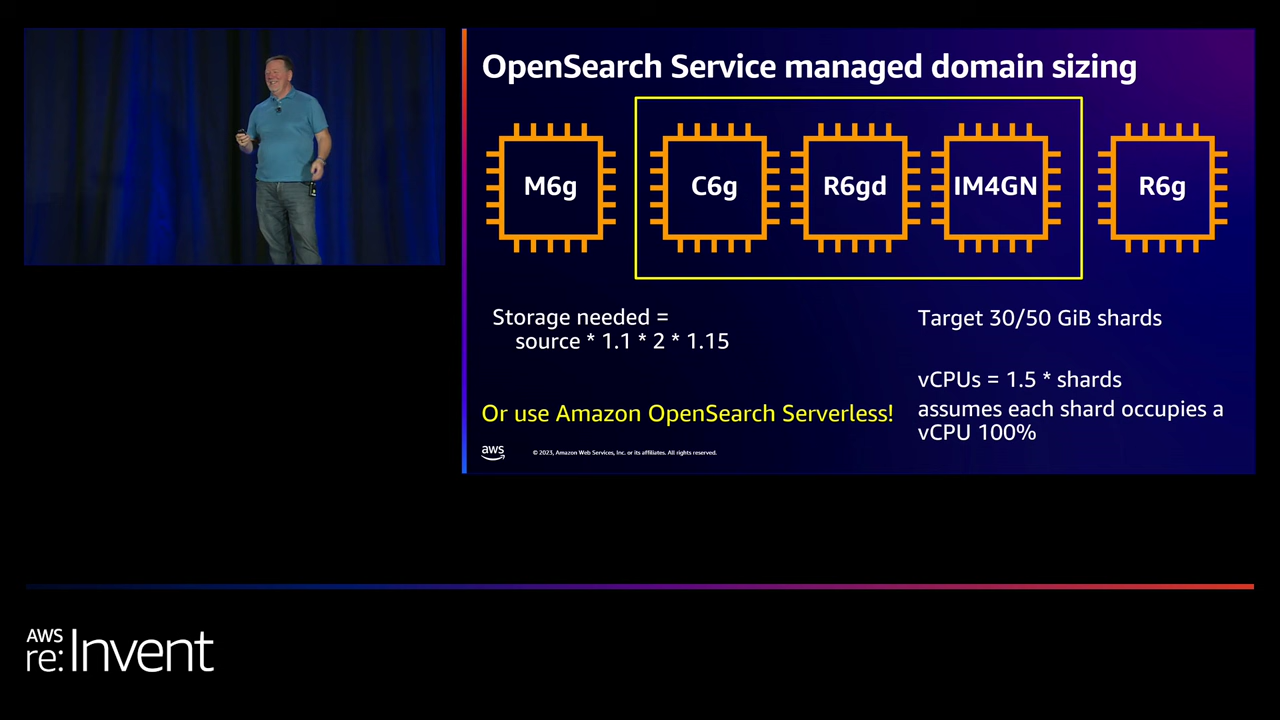 OpenSearch Service managed domain sizing
M6g
C6g
R6gd
IM4GN
R6g
Storage needed =
source * 1.1 * 2 * 1.15
Target 30/50 GiB shards
vCPUs = 1.5 * shards
assumes each shard occupies a
vCPU 100%
Or use Amazon OpenSearch Serverless!
aws
© 2023, Amazon Web Services, Inc. or its affiliates. All rights reserved.
AWS
re:Invent